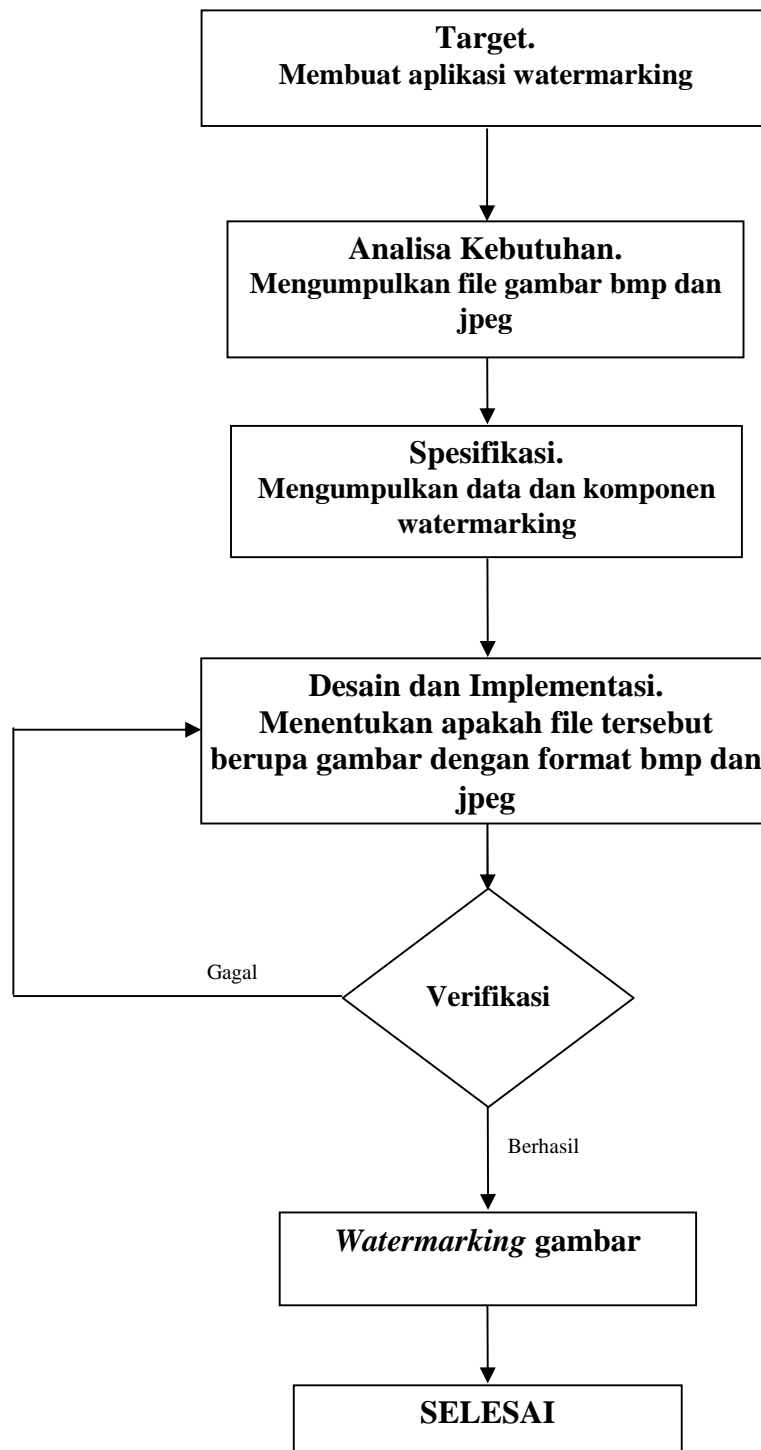 Target.
Membuat aplikasi watermarking
Analisa Kebutuhan.
Mengumpulkan file gambar bmp dan
jpeg
Spesifikasi.
Mengumpulkan data dan komponen
watermarking
Desain dan Implementasi.
Menentukan apakah file tersebut
berupa gambar dengan format bmp dan
jpeg
Gagal
Verifikasi
Berhasil
Watermarking gambar
SELESAI